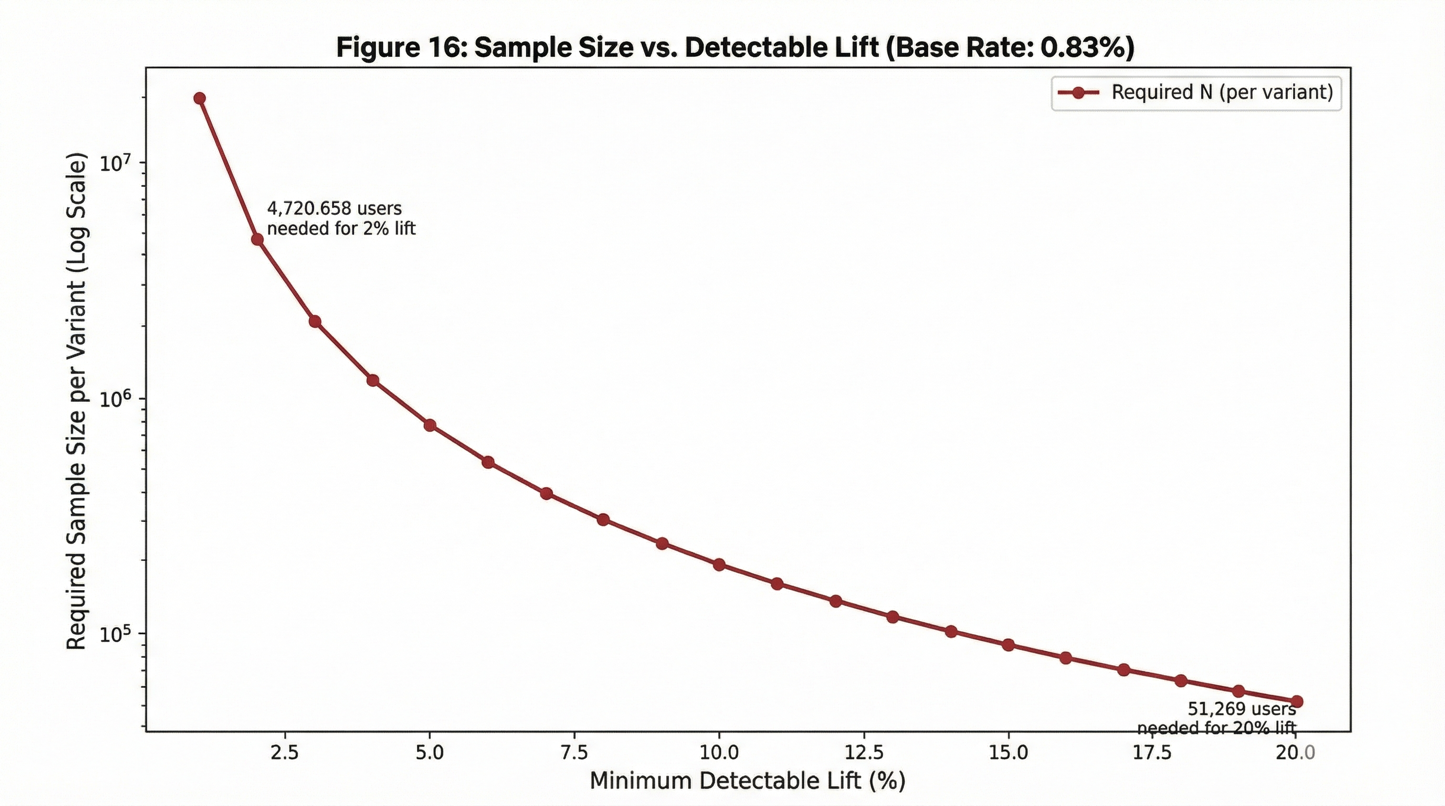 Figure 16: Sample Size vs. Detectable Lift (Base Rate: 0.83%)
Required N (per variant)
Required Sample Size per Variant (Log Scale)
10⁷
10⁶
10⁵
4,720.658 users
needed for 2% lift
51,269 users
needed for 20% lift
2.5 5.0 7.5 10.0 12.5 15.0 17.5 20.0
Minimum Detectable Lift (%)